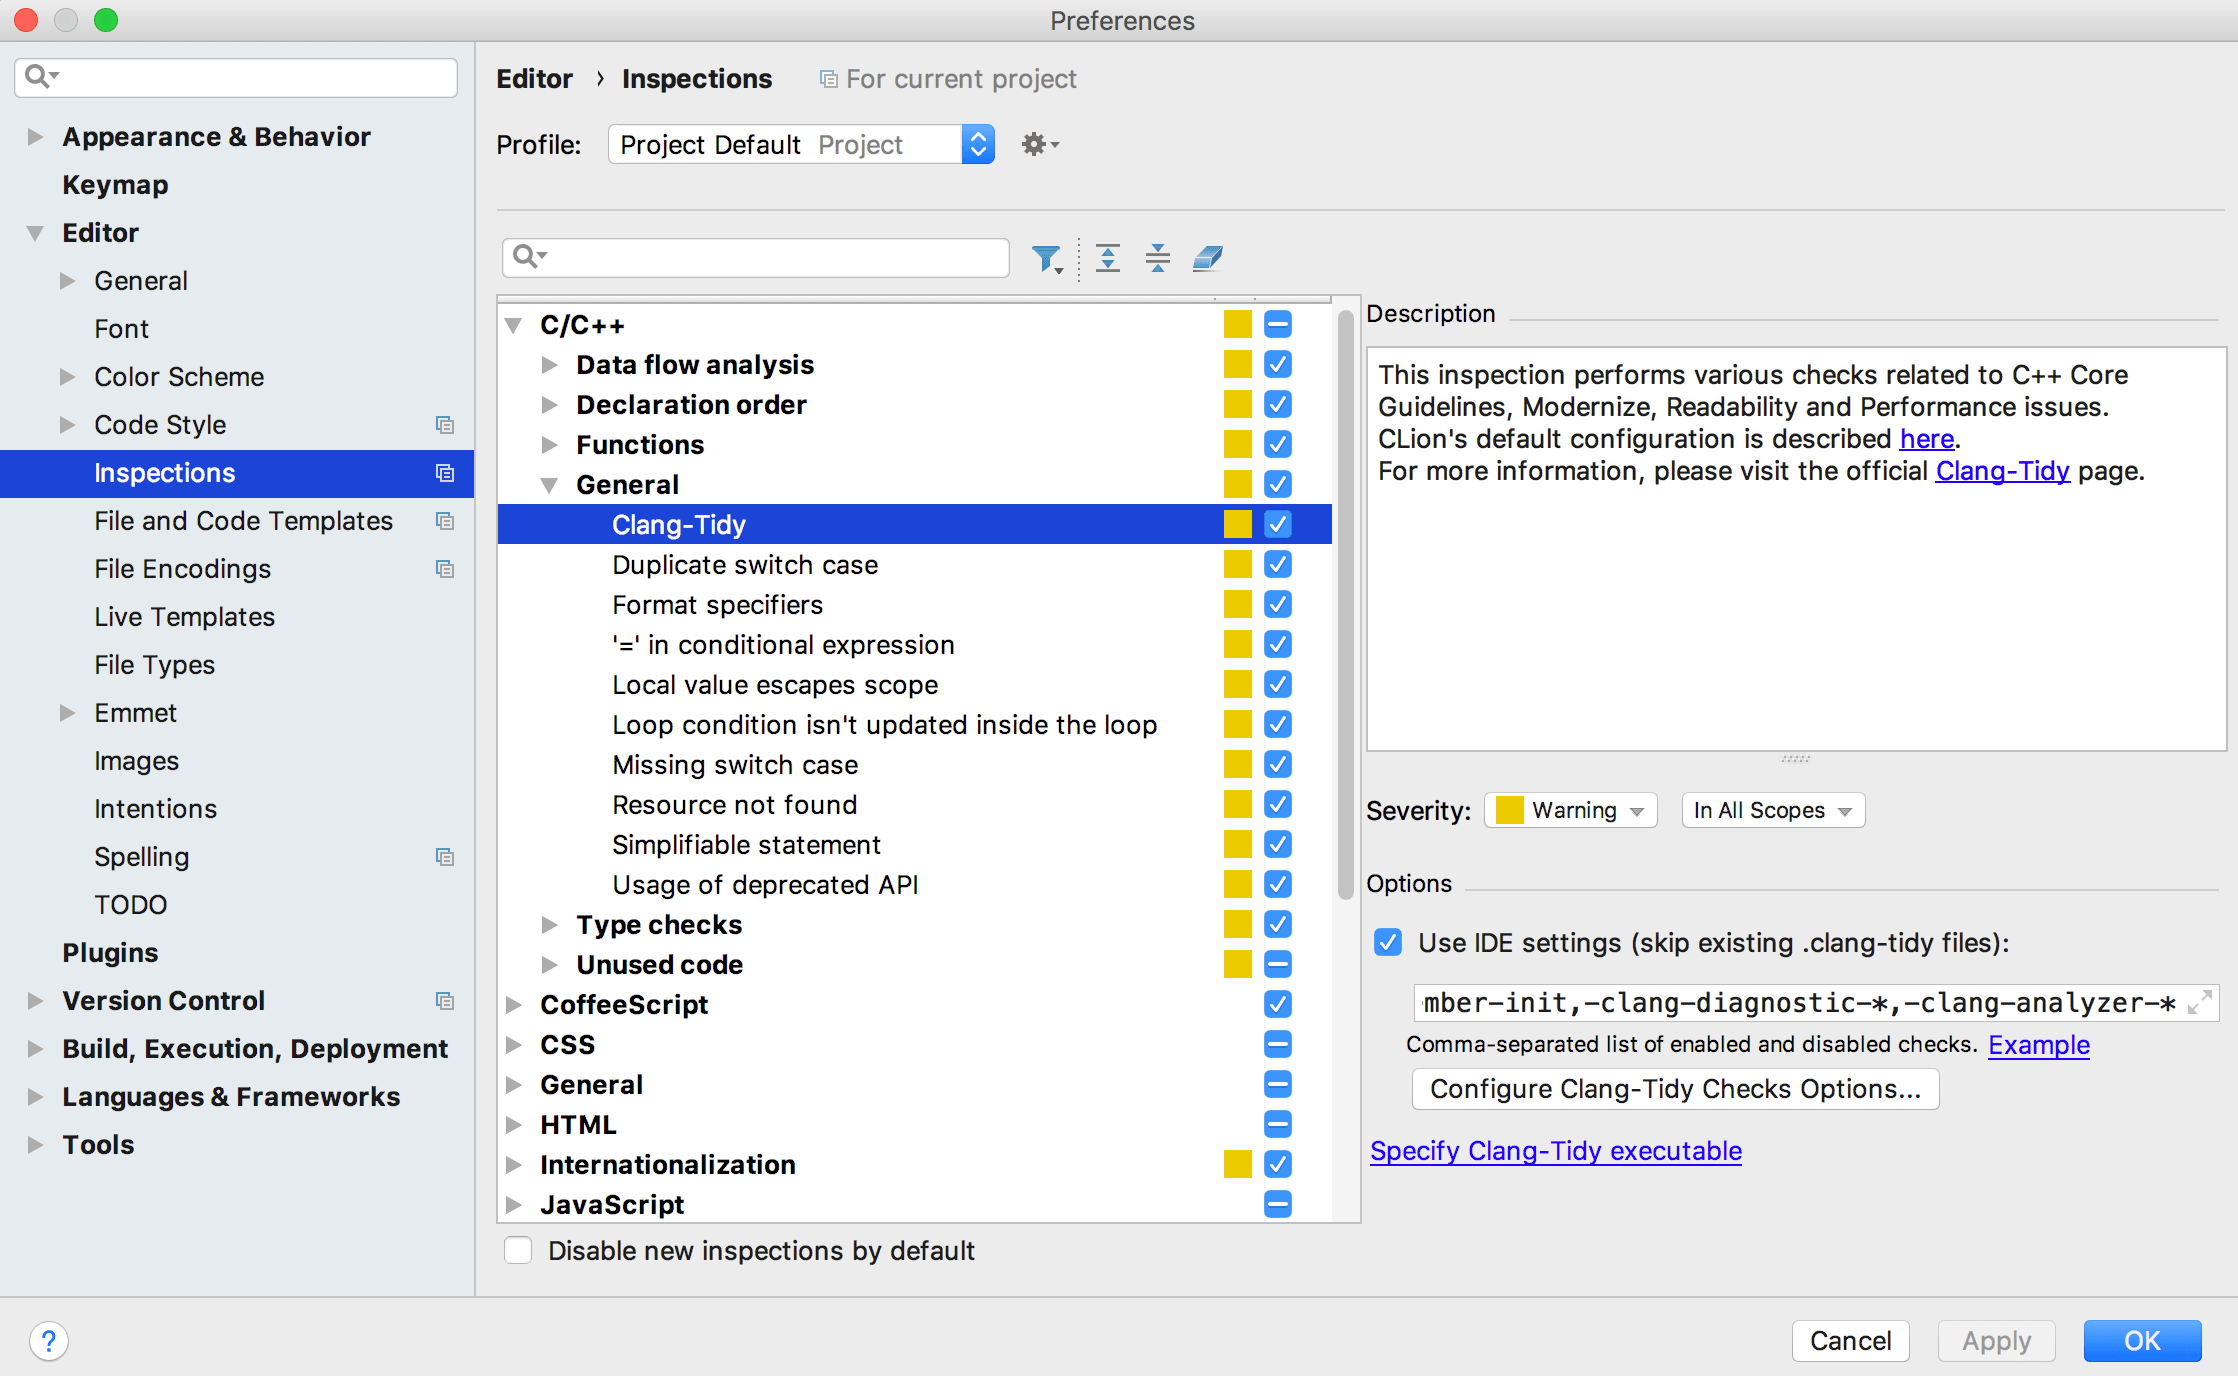 Preferences
Appearance & Behavior
Keymap
Editor
General
Font
Color Scheme
Code Style
Inspections
File and Code Templates
File Encodings
Live Templates
File Types
Emmet
Images
Intentions
Spelling
TODO
Plugins
Version Control
Build, Execution, Deployment
Languages & Frameworks
Tools
Editor › Inspections For current project
Profile: Project Default Project
C/C++
Data flow analysis
Declaration order
Functions
General
Clang-Tidy
Duplicate switch case
Format specifiers
'=' in conditional expression
Local value escapes scope
Loop condition isn't updated inside the loop
Missing switch case
Resource not found
Simplifiable statement
Usage of deprecated API
Type checks
Unused code
CoffeeScript
CSS
General
HTML
Internationalization
JavaScript
Disable new inspections by default
Description
This inspection performs various checks related to C++ Core
Guidelines, Modernize, Readability and Performance issues.
CLion's default configuration is described here.
For more information, please visit the official Clang-Tidy page.
Severity: Warning In All Scopes
Options
Use IDE settings (skip existing .clang-tidy files):
mber-init,-clang-diagnostic-*,-clang-analyzer-*
Comma-separated list of enabled and disabled checks. Example
Configure Clang-Tidy Checks Options...
Specify Clang-Tidy executable
?
Cancel
Apply
OK